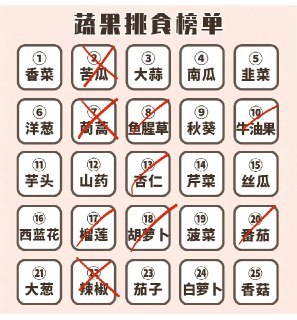 蔬果挑食榜单
① ② ③ ④ ⑤
香菜 苦瓜 大蒜 南瓜 韭菜
⑥ ⑦ ⑧ ⑨ ⑩
洋葱 茼蒿 鱼腥草 秋葵 牛油果
⑪ ⑫ ⑬ ⑭ ⑮
芋头 山药 杏仁 芹菜 丝瓜
⑯ ⑰ ⑱ ⑲ ⑳
西蓝花 榴莲 胡萝卜 菠菜 番茄
㉑ ㉒ ㉓ ㉔ ㉕
大葱 辣椒 茄子 白萝卜 香菇